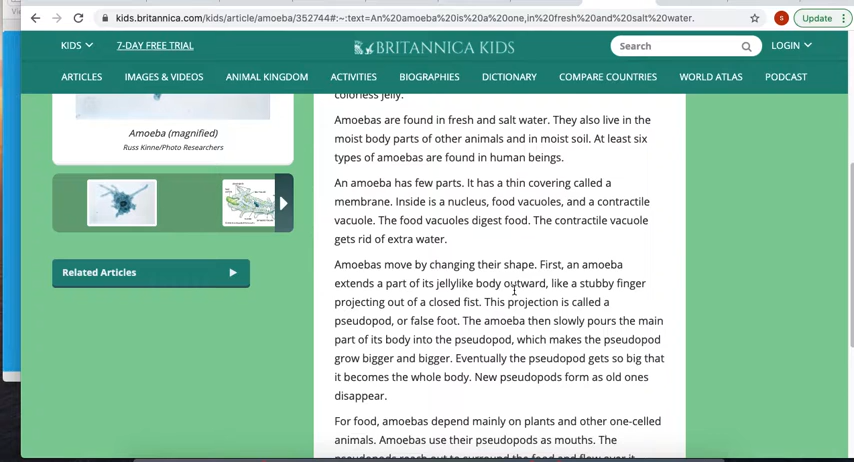 kids.britannica.com/kids/article/amoeba/352744#:~:text=An%20amoeba%20is%20a%20one,in%20fresh%20and%20salt%20water.
S
Update
KIDS
7-DAY FREE TRIAL
BRITANNICA KIDS
Search
LOGIN
ARTICLES IMAGES & VIDEOS ANIMAL KINGDOM ACTIVITIES BIOGRAPHIES DICTIONARY COMPARE COUNTRIES WORLD ATLAS PODCAST
Amoeba (magnified)
Russ Kinne/Photo Researchers
Related Articles
colorless jelly.
Amoebas are found in fresh and salt water. They also live in the
moist body parts of other animals and in moist soil. At least six
types of amoebas are found in human beings.
An amoeba has few parts. It has a thin covering called a
membrane. Inside is a nucleus, food vacuoles, and a contractile
vacuole. The food vacuoles digest food. The contractile vacuole
gets rid of extra water.
Amoebas move by changing their shape. First, an amoeba
extends a part of its jellylike body outward, like a stubby finger
projecting out of a closed fist. This projection is called a
pseudopod, or false foot. The amoeba then slowly pours the main
part of its body into the pseudopod, which makes the pseudopod
grow bigger and bigger. Eventually the pseudopod gets so big that
it becomes the whole body. New pseudopods form as old ones
disappear.
For food, amoebas depend mainly on plants and other one-celled
animals. Amoebas use their pseudopods as mouths. The
pseudopods reach out to surround the food and flow over it